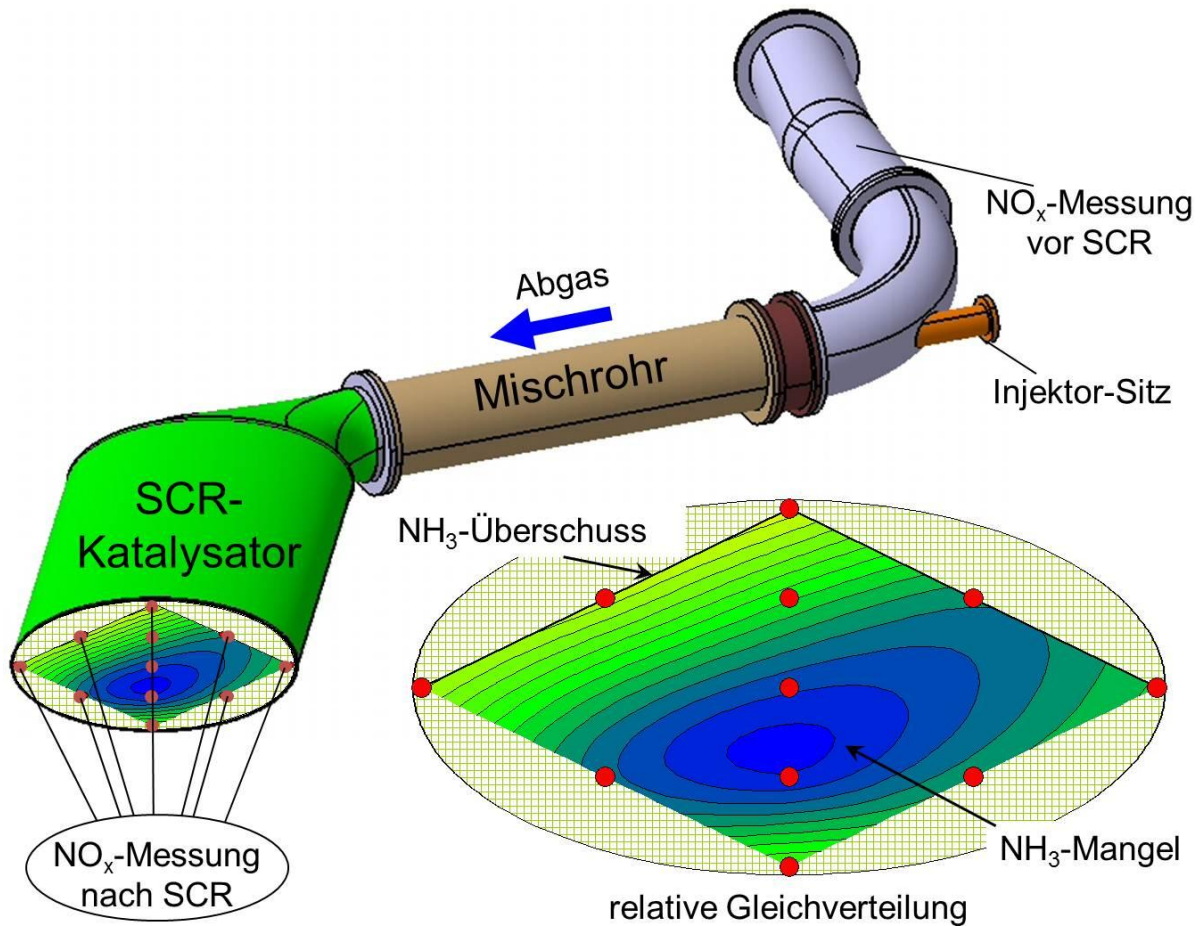 NOₓ-Messung
vor SCR
Abgas
Mischrohr
Injektor-Sitz
SCR-
Katalysator
NH₃-Überschuss
NH₃-Mangel
NOₓ-Messung
nach SCR
relative Gleichverteilung